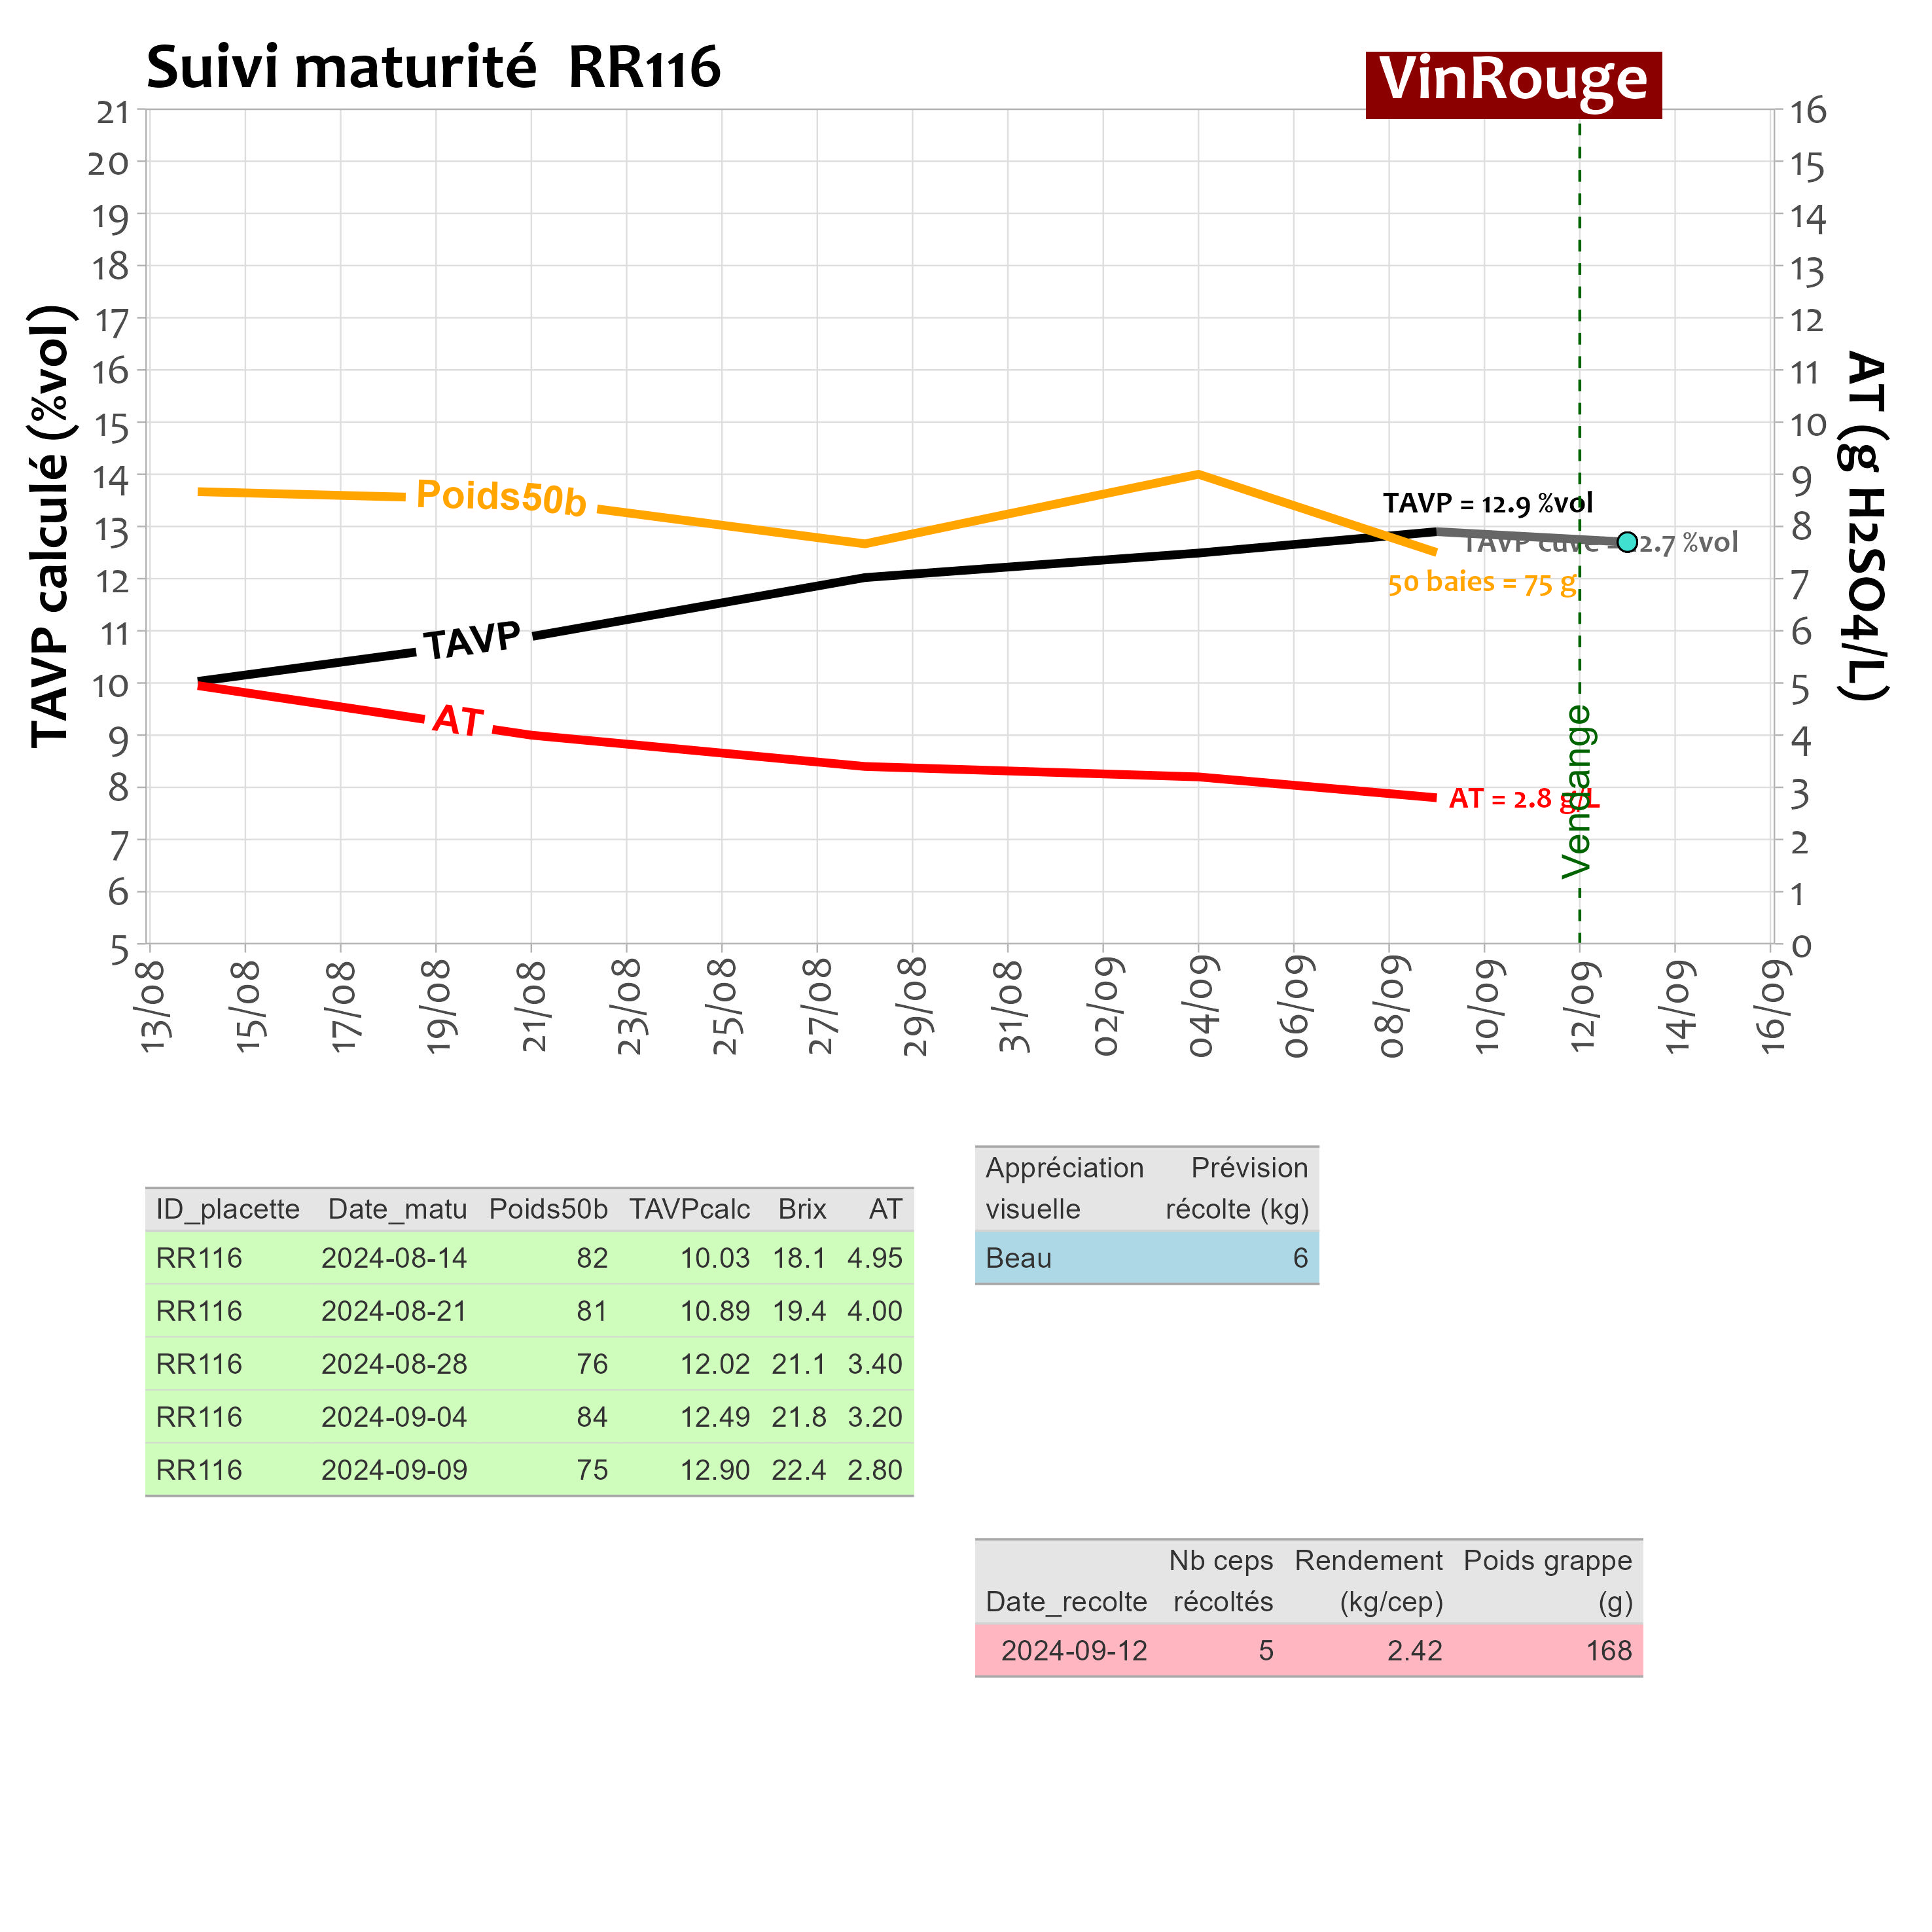 Suivi maturité  RR116
VinRouge
TAVP calculé (%vol)
21
20
19
18
17
16
15
14
13
12
11
10
9
8
7
6
5
AT (g H2SO4/L)
16
15
14
13
12
11
10
9
8
7
6
5
4
3
2
1
0
Poids50b
TAVP
AT
TAVP = 12.9 %vol
TAVP cuve = 12.7 %vol
50 baies = 75 g
AT = 2.8 g/L
Vendange
13/08 15/08 17/08 19/08 21/08 23/08 25/08 27/08 29/08 31/08 02/09 04/09 06/09 08/09 10/09 12/09 14/09 16/09
ID_placette Date_matu Poids50b TAVPcalc Brix AT
RR116 2024-08-14 82 10.03 18.1 4.95
RR116 2024-08-21 81 10.89 19.4 4.00
RR116 2024-08-28 76 12.02 21.1 3.40
RR116 2024-09-04 84 12.49 21.8 3.20
RR116 2024-09-09 75 12.90 22.4 2.80
Appréciation Prévision
visuelle récolte (kg)
Beau 6
Nb ceps Rendement Poids grappe
Date_recolte récoltés (kg/cep) (g)
2024-09-12 5 2.42 168